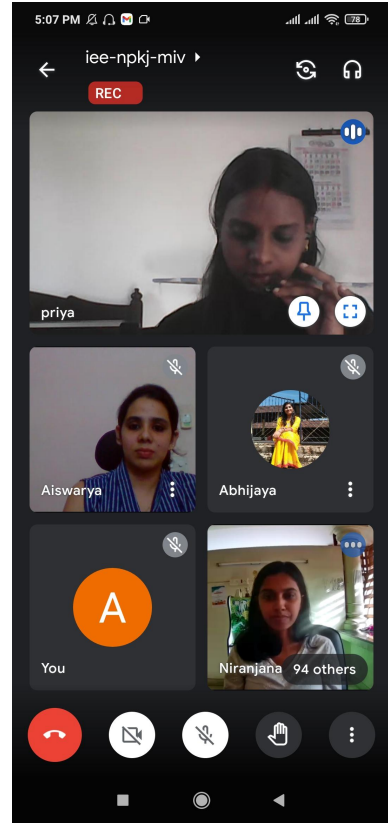 5:07 PM
78
iee-npkj-miv
REC
priya
Aiswarya
Abhijaya
A
You
Niranjana 94 others